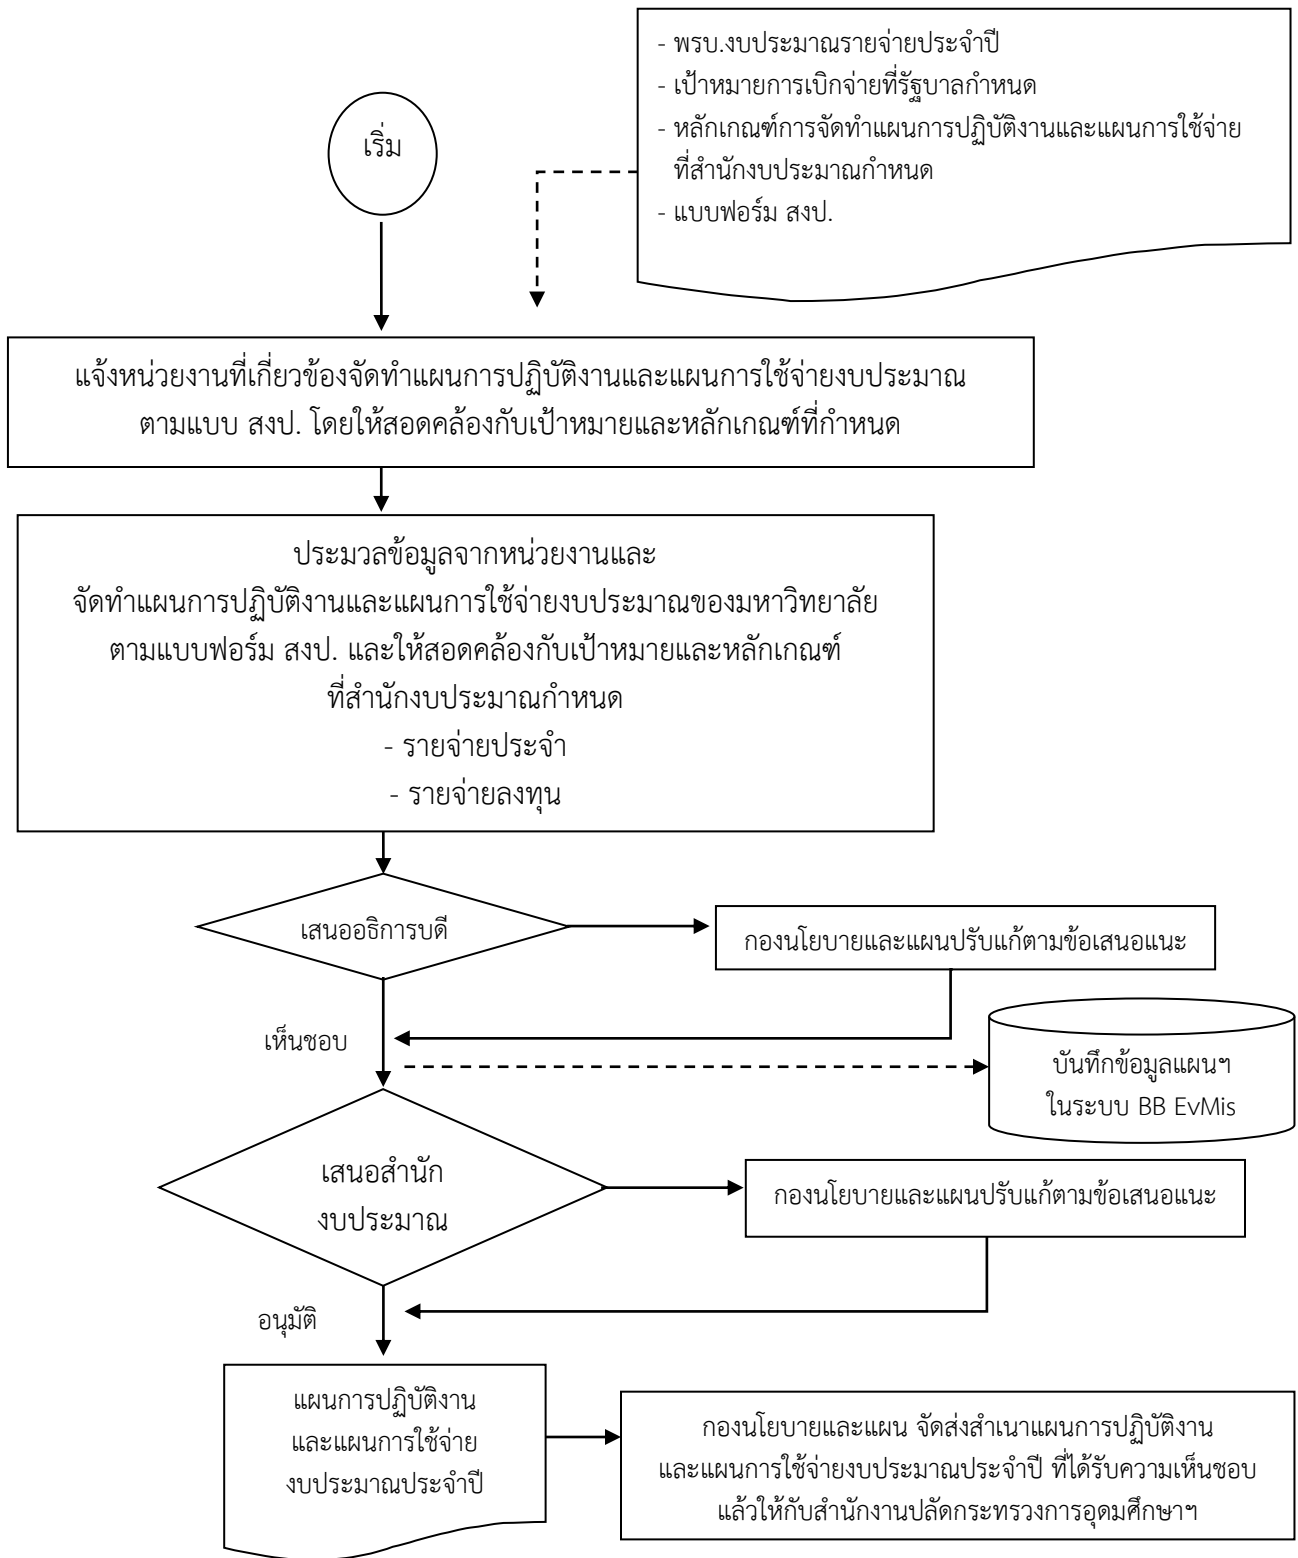 - พรบ.งบประมาณรายจ่ายประจำปี
- เป้าหมายการเบิกจ่ายที่รัฐบาลกำหนด
- หลักเกณฑ์การจัดทำแผนการปฏิบัติงานและแผนการใช้จ่าย
ที่สำนักงบประมาณกำหนด
- แบบฟอร์ม สงป.
เริ่ม
แจ้งหน่วยงานที่เกี่ยวข้องจัดทำแผนการปฏิบัติงานและแผนการใช้จ่ายงบประมาณ
ตามแบบ สงป. โดยให้สอดคล้องกับเป้าหมายและหลักเกณฑ์ที่กำหนด
ประมวลข้อมูลจากหน่วยงานและ
จัดทำแผนการปฏิบัติงานและแผนการใช้จ่ายงบประมาณของมหาวิทยาลัย
ตามแบบฟอร์ม สงป. และให้สอดคล้องกับเป้าหมายและหลักเกณฑ์
ที่สำนักงบประมาณกำหนด
- รายจ่ายประจำ
- รายจ่ายลงทุน
เสนออธิการบดี
กองนโยบายและแผนปรับแก้ตามข้อเสนอแนะ
เห็นชอบ
บันทึกข้อมูลแผนฯ
ในระบบ BB EvMis
เสนอสำนัก
งบประมาณ
กองนโยบายและแผนปรับแก้ตามข้อเสนอแนะ
อนุมัติ
แผนการปฏิบัติงาน
และแผนการใช้จ่าย
งบประมาณประจำปี
กองนโยบายและแผน จัดส่งสำเนาแผนการปฏิบัติงาน
และแผนการใช้จ่ายงบประมาณประจำปี ที่ได้รับความเห็นชอบ
แล้วให้กับสำนักงานปลัดกระทรวงการอุดมศึกษาฯ